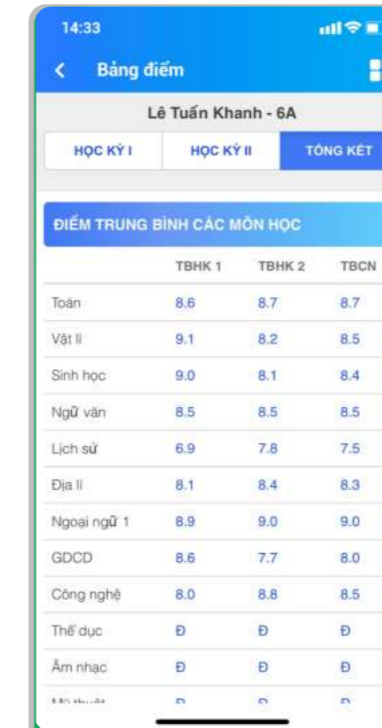 14:33
Bảng điểm
Lê Tuấn Khanh - 6A
HỌC KỲ I HỌC KỲ II TỔNG KẾT
ĐIỂM TRUNG BÌNH CÁC MÔN HỌC
TBHK 1 TBHK 2 TBCN
Toán 8.6 8.7 8.7
Vật lí 9.1 8.2 8.5
Sinh học 9.0 8.1 8.4
Ngữ văn 8.5 8.5 8.5
Lịch sử 6.9 7.8 7.5
Địa lí 8.1 8.4 8.3
Ngoại ngữ 1 8.9 9.0 9.0
GDCD 8.6 7.7 8.0
Công nghệ 8.0 8.8 8.5
Thể dục Đ Đ Đ
Âm nhạc Đ Đ Đ